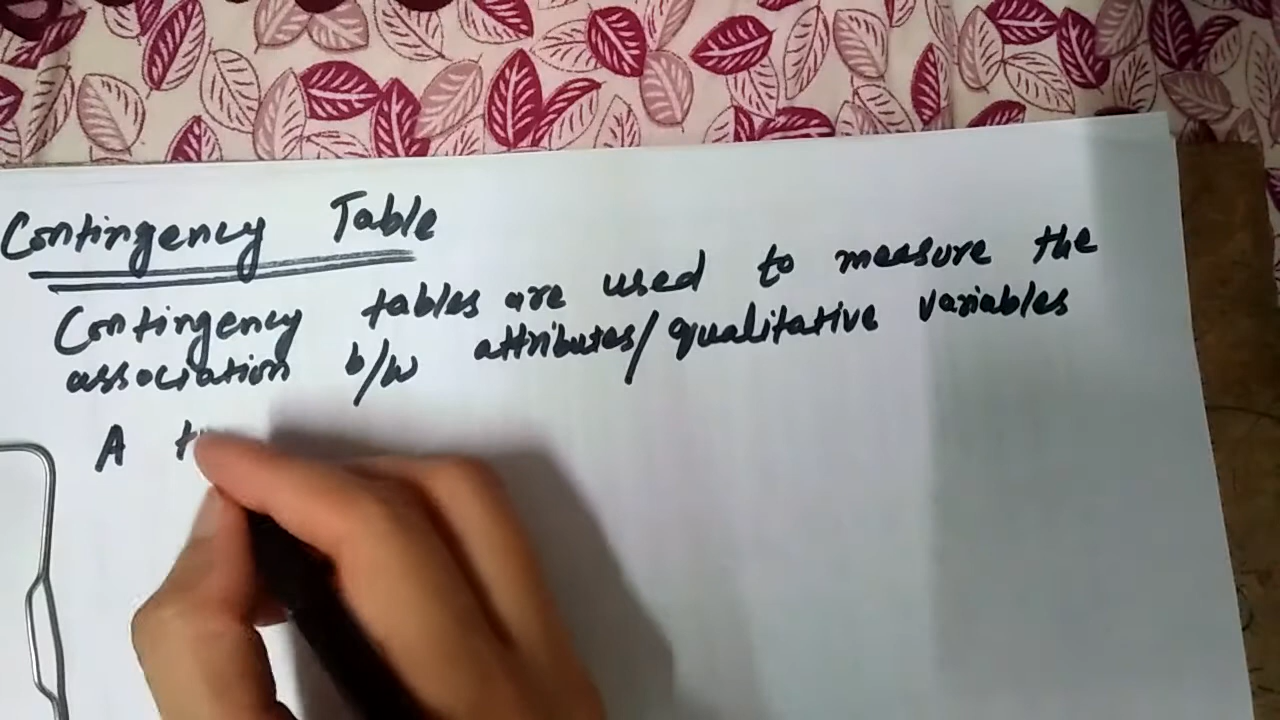 Contingency Table
Contingency tables are used to measure the
association b/w attributes/qualitative variables
A